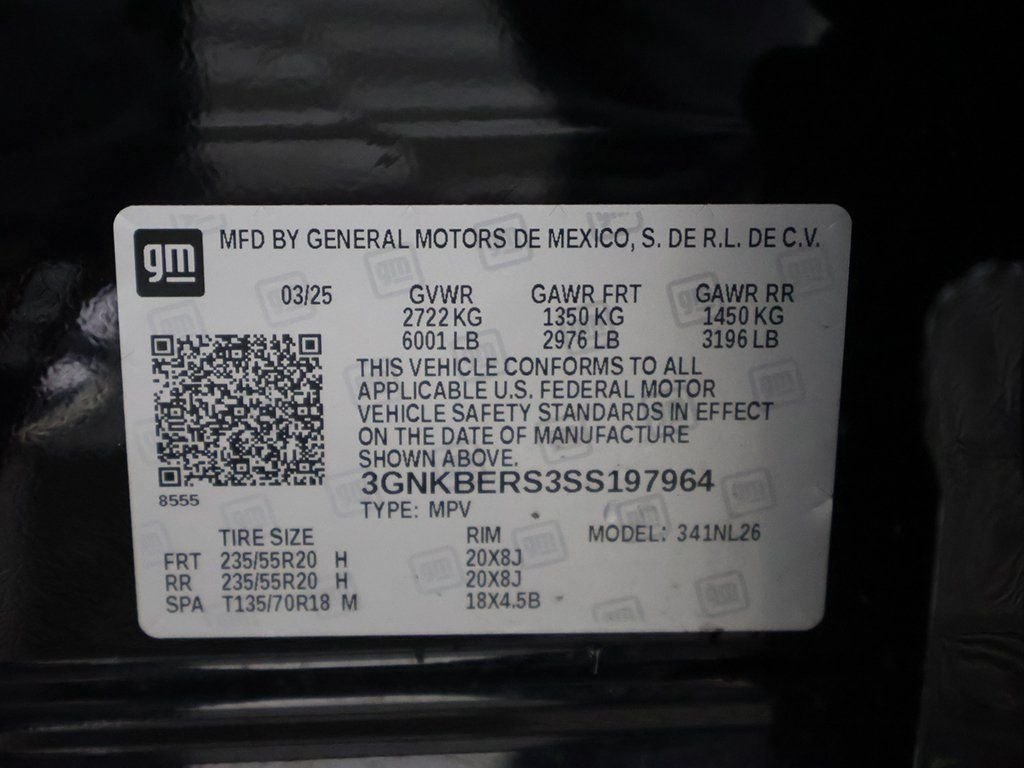 gm MFD BY GENERAL MOTORS DE MEXICO, S. DE R.L. DE C.V.
03/25 GVWR GAWR FRT GAWR RR
2722 KG 1350 KG 1450 KG
6001 LB 2976 LB 3196 LB
THIS VEHICLE CONFORMS TO ALL
APPLICABLE U.S. FEDERAL MOTOR
VEHICLE SAFETY STANDARDS IN EFFECT
ON THE DATE OF MANUFACTURE
SHOWN ABOVE.
3GNKBERS3SS197964
8555
TYPE: MPV
TIRE SIZE RIM MODEL: 341NL26
FRT 235/55R20 H 20X8J
RR 235/55R20 H 20X8J
SPA T135/70R18 M 18X4.5B